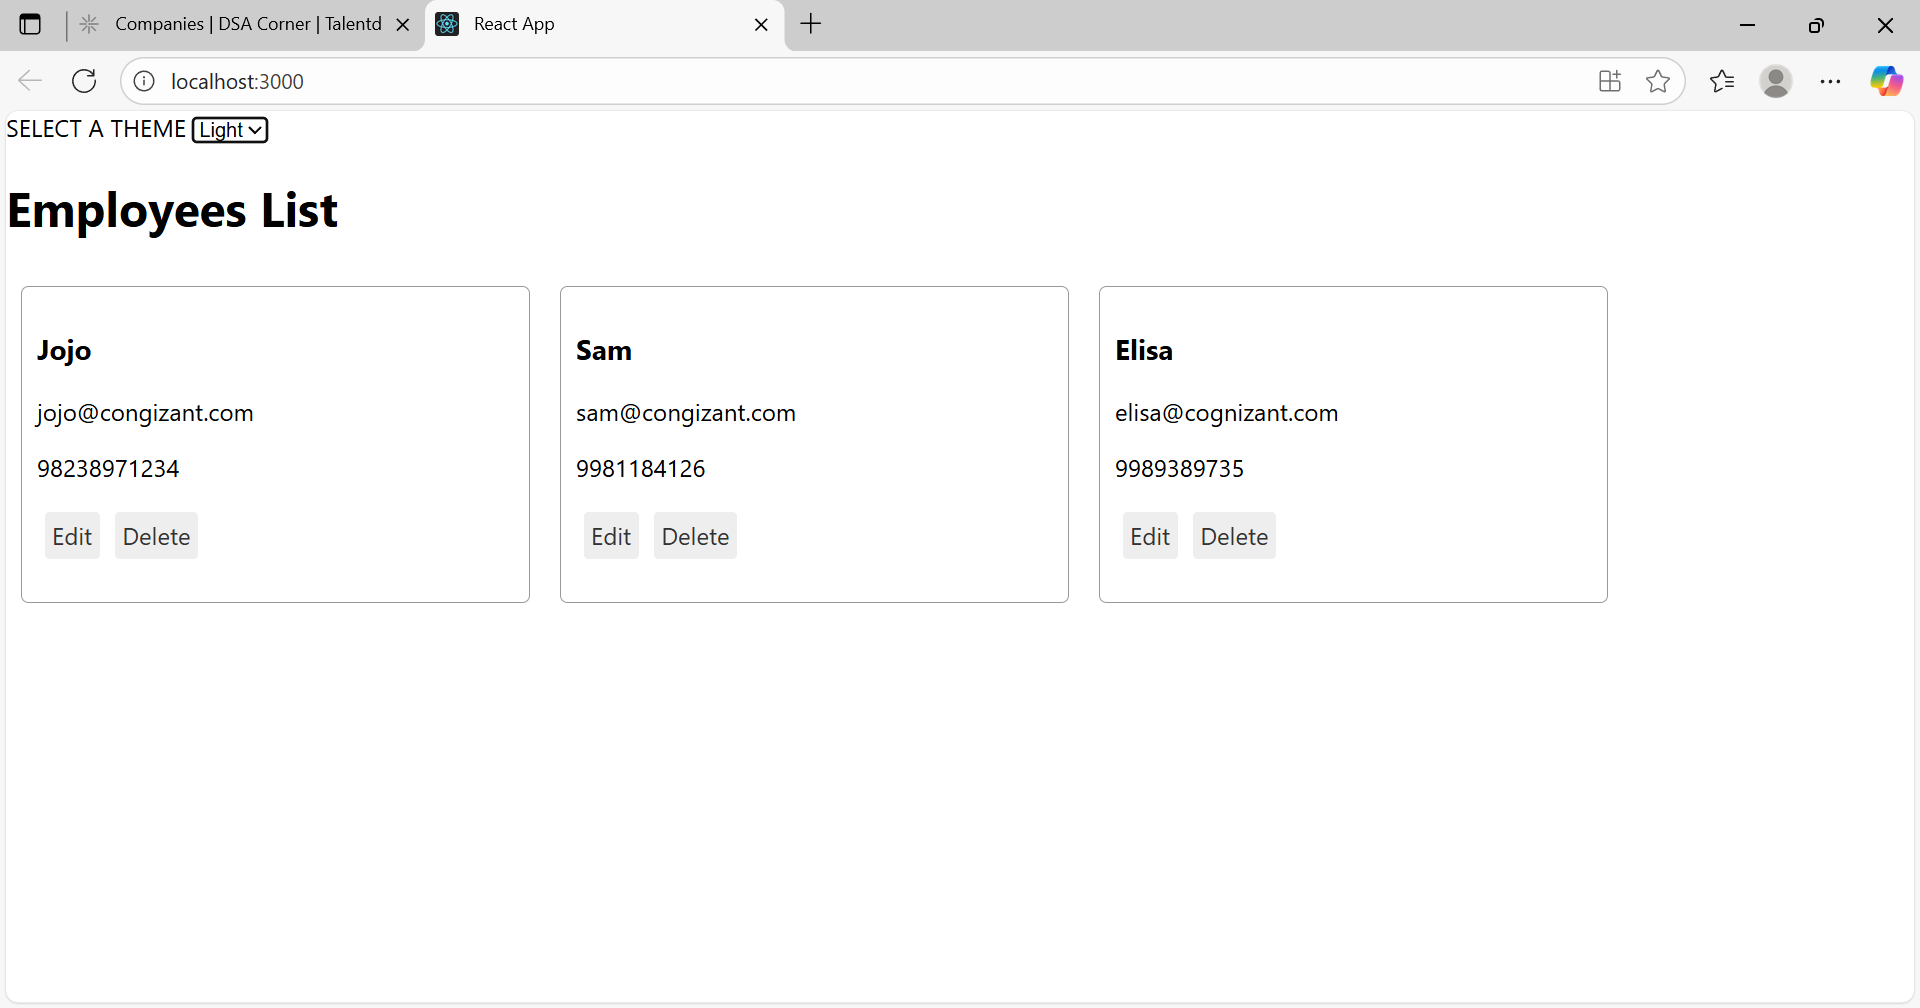 Companies | DSA Corner | Talentd
React App
localhost:3000
SELECT A THEME Light
Employees List
Jojo
jojo@congizant.com
98238971234
Edit Delete
Sam
sam@congizant.com
9981184126
Edit Delete
Elisa
elisa@cognizant.com
9989389735
Edit Delete